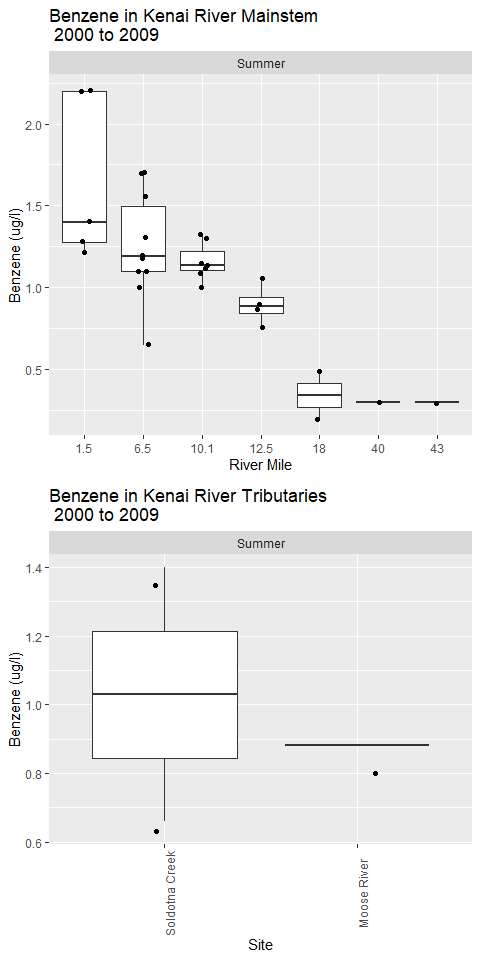 Benzene in Kenai River Mainstem
2000 to 2009
Summer
Benzene (ug/l)
2.0
1.5
1.0
0.5
1.5 6.5 10.1 12.5 18 40 43
River Mile
Benzene in Kenai River Tributaries
2000 to 2009
Summer
Benzene (ug/l)
1.4
1.2
1.0
0.8
0.6
Soldotna Creek
Moose River
Site